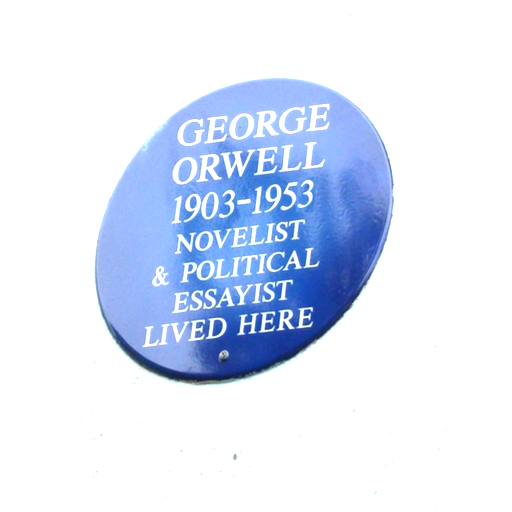 GEORGE
ORWELL
1903-1953
NOVELIST
& POLITICAL
ESSAYIST
LIVED HERE